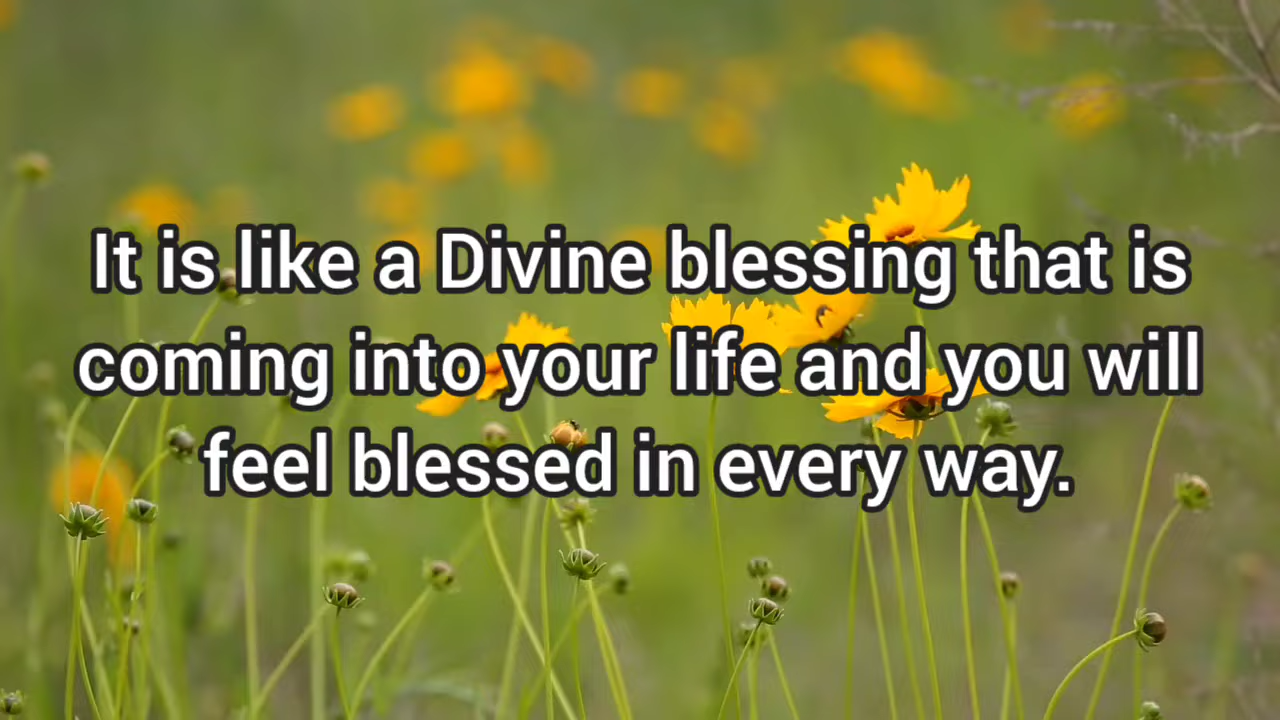 It is like a Divine blessing that is
coming into your life and you will
feel blessed in every way.